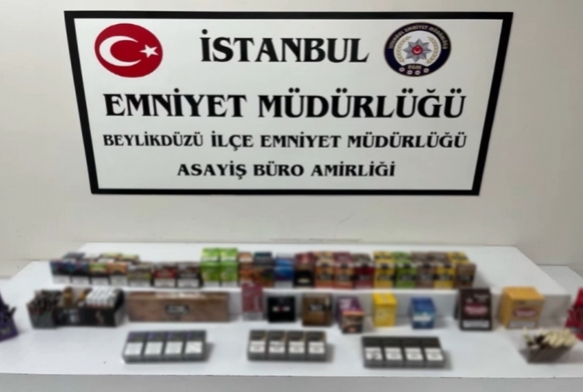 İSTANBUL
EMNİYET MÜDÜRLÜĞÜ
BEYLİKDÜZÜ İLÇE EMNİYET MÜDÜRLÜĞÜ
ASAYİŞ BÜRO AMİRLİĞİ